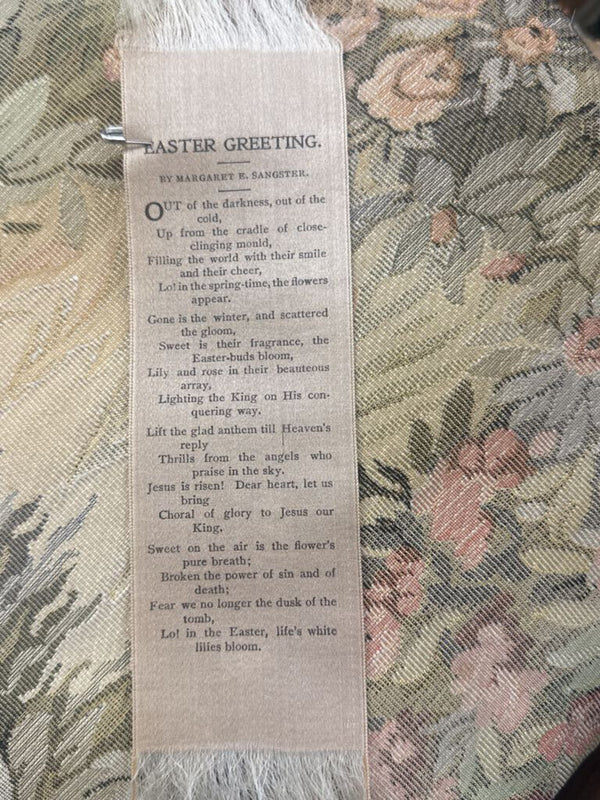 EASTER GREETING.
BY MARGARET E. SANGSTER.
OUT of the darkness, out of the
cold,
Up from the cradle of close-
clinging mould,
Filling the world with their smile
and their cheer,
Lo! in the spring-time, the flowers
appear.
Gone is the winter, and scattered
the gloom,
Sweet is their fragrance, the
Easter-buds bloom,
Lily and rose in their beauteous
array,
Lighting the King on His con-
quering way.
Lift the glad anthem till Heaven's
reply
Thrills from the angels who
praise in the sky.
Jesus is risen! Dear heart, let us
bring
Choral of glory to Jesus our
King.
Sweet on the air is the flower's
pure breath;
Broken the power of sin and of
death;
Fear we no longer the dusk of the
tomb,
Lo! in the Easter, life's white
lilies bloom.